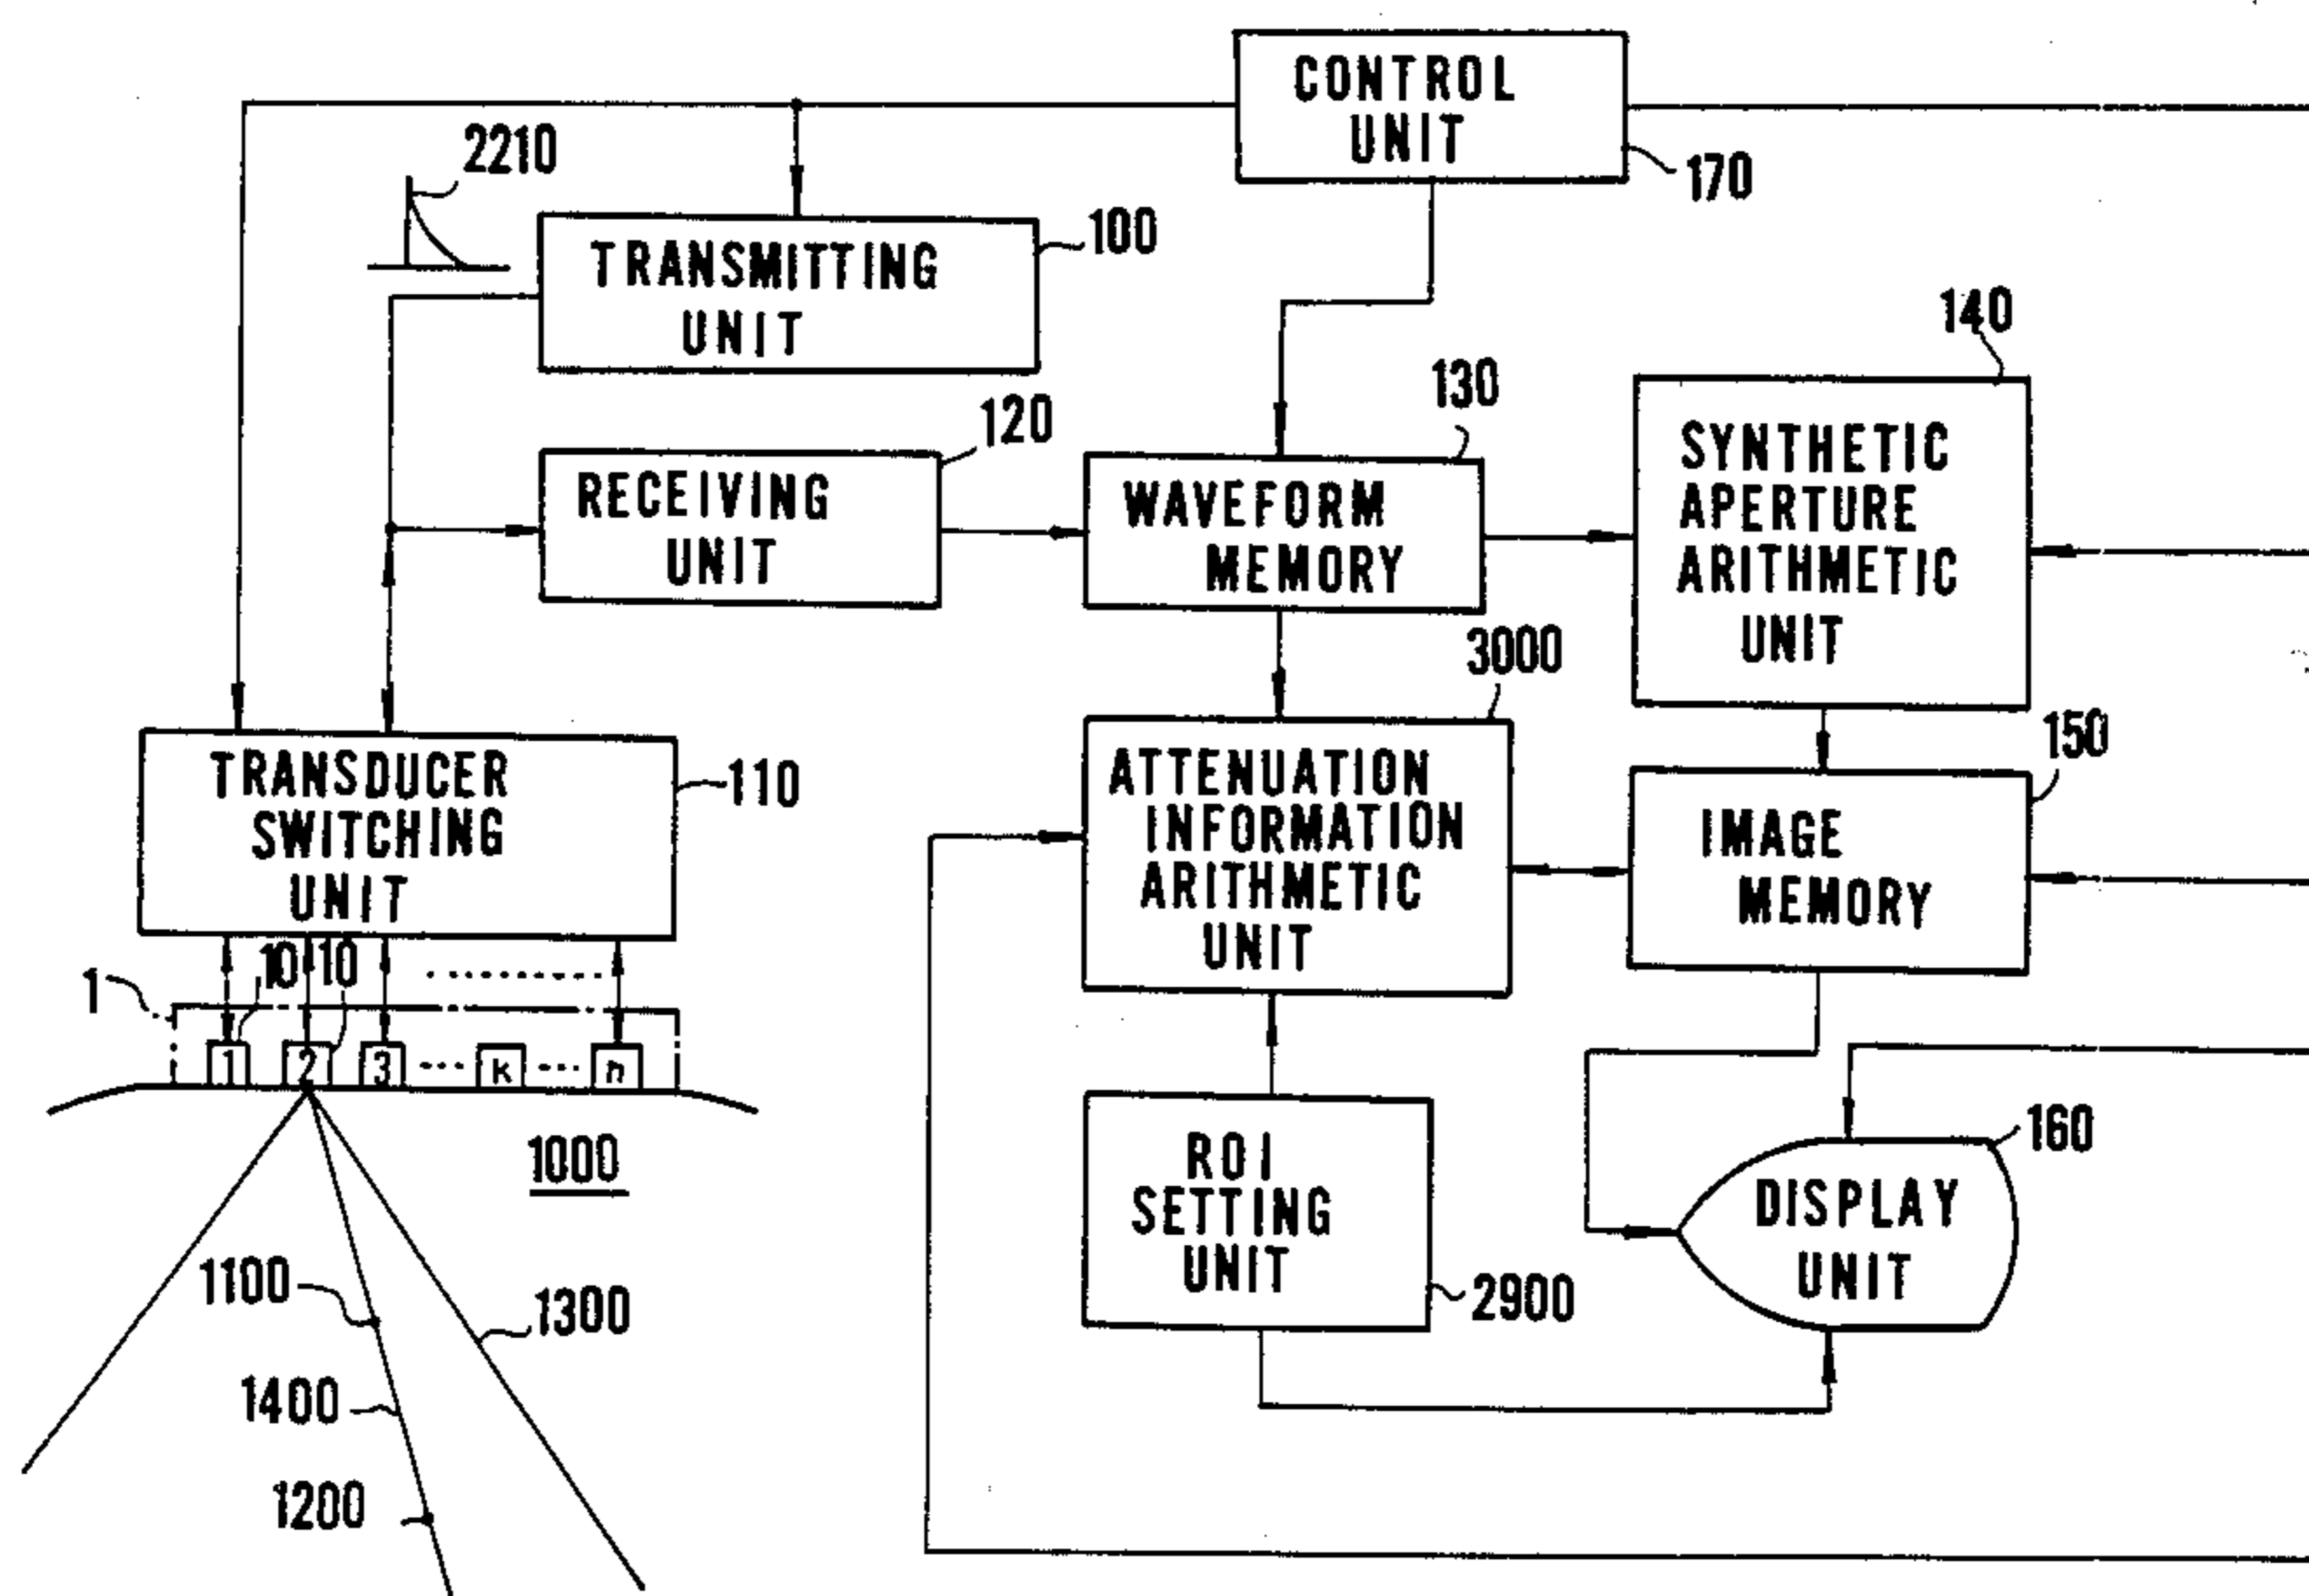 CONTROL
UNIT
170
2210
TRANSMITTING
UNIT
100
140
130
120
RECEIVING
UNIT
WAVEFORM
MEMORY
SYNTHETIC
APERTURE
ARITHMETIC
UNIT
3000
150
TRANSDUCER
SWITCHING
UNIT
110
ATTENUATION
INFORMATION
ARITHMETIC
UNIT
IMAGE
MEMORY
10 10
1
1 2 3 ---- k --- n
1000
ROI
SETTING
UNIT
2900
160
DISPLAY
UNIT
1100
1300
1400
1200